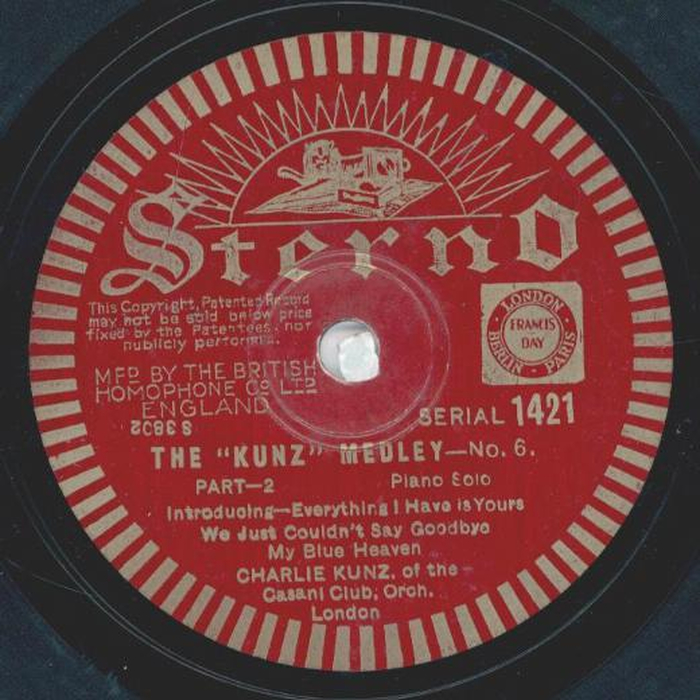 Sterno
This Copyright, Patented Record
may not be sold below price
fixed by the Patentees, nor
publicly performed.
LONDON
FRANCIS
DAY
BERLIN PARIS
MFD BY THE BRITISH
HOMOPHONE CO LTD
ENGLAND
SERIAL 1421
S 3802
THE "KUNZ" MEDLEY—No. 6.
PART—2 Piano Solo
Introducing—Everything I Have is Yours
We Just Couldn't Say Goodbye
My Blue Heaven
CHARLIE KUNZ, of the
Casani Club, Orch.
London